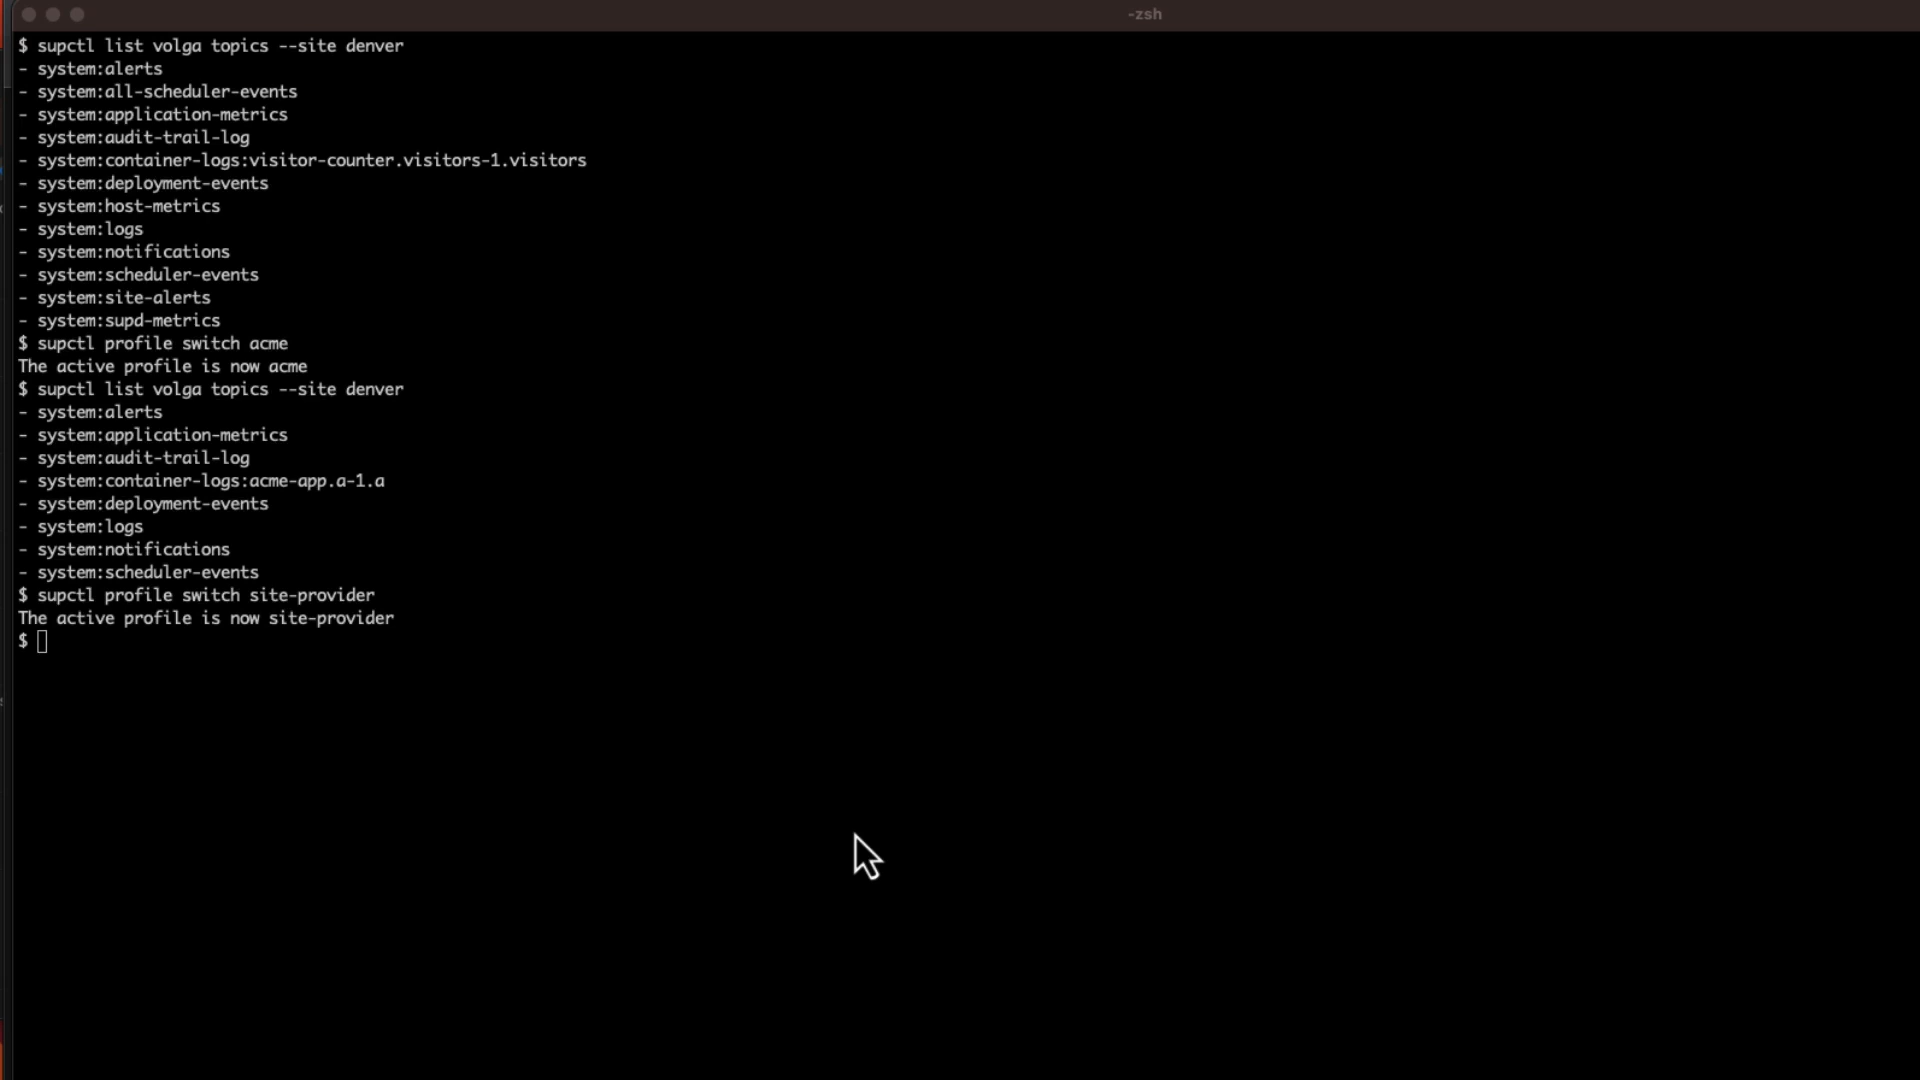 -zsh
$ supctl list volga topics --site denver
- system:alerts
- system:all-scheduler-events
- system:application-metrics
- system:audit-trail-log
- system:container-logs:visitor-counter.visitors-1.visitors
- system:deployment-events
- system:host-metrics
- system:logs
- system:notifications
- system:scheduler-events
- system:site-alerts
- system:supd-metrics
$ supctl profile switch acme
The active profile is now acme
$ supctl list volga topics --site denver
- system:alerts
- system:application-metrics
- system:audit-trail-log
- system:container-logs:acme-app.a-1.a
- system:deployment-events
- system:logs
- system:notifications
- system:scheduler-events
$ supctl profile switch site-provider
The active profile is now site-provider
$